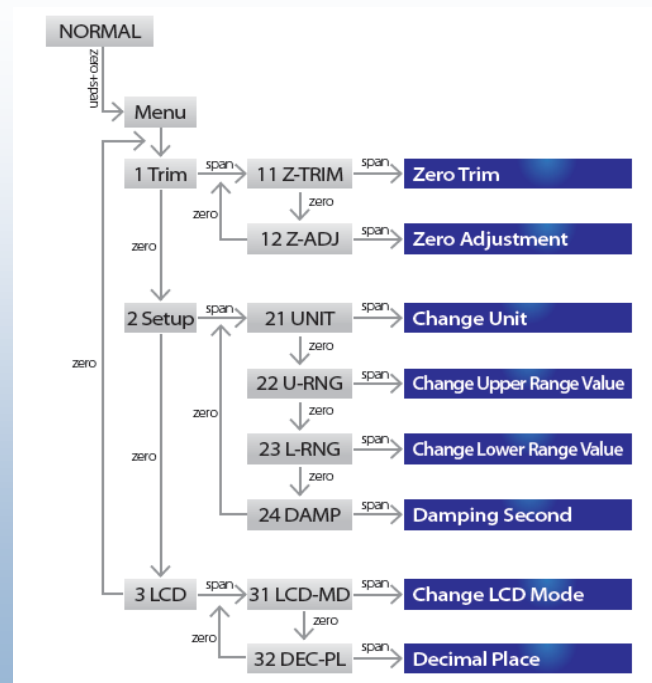 NORMAL
zero+span
Menu
1 Trim
span
11 Z-TRIM
span
Zero Trim
zero
zero
12 Z-ADJ
span
Zero Adjustment
zero
2 Setup
span
21 UNIT
span
Change Unit
zero
zero
22 U-RNG
span
Change Upper Range Value
zero
zero
23 L-RNG
span
Change Lower Range Value
zero
zero
24 DAMP
span
Damping Second
3 LCD
span
31 LCD-MD
span
Change LCD Mode
zero
zero
32 DEC-PL
span
Decimal Place